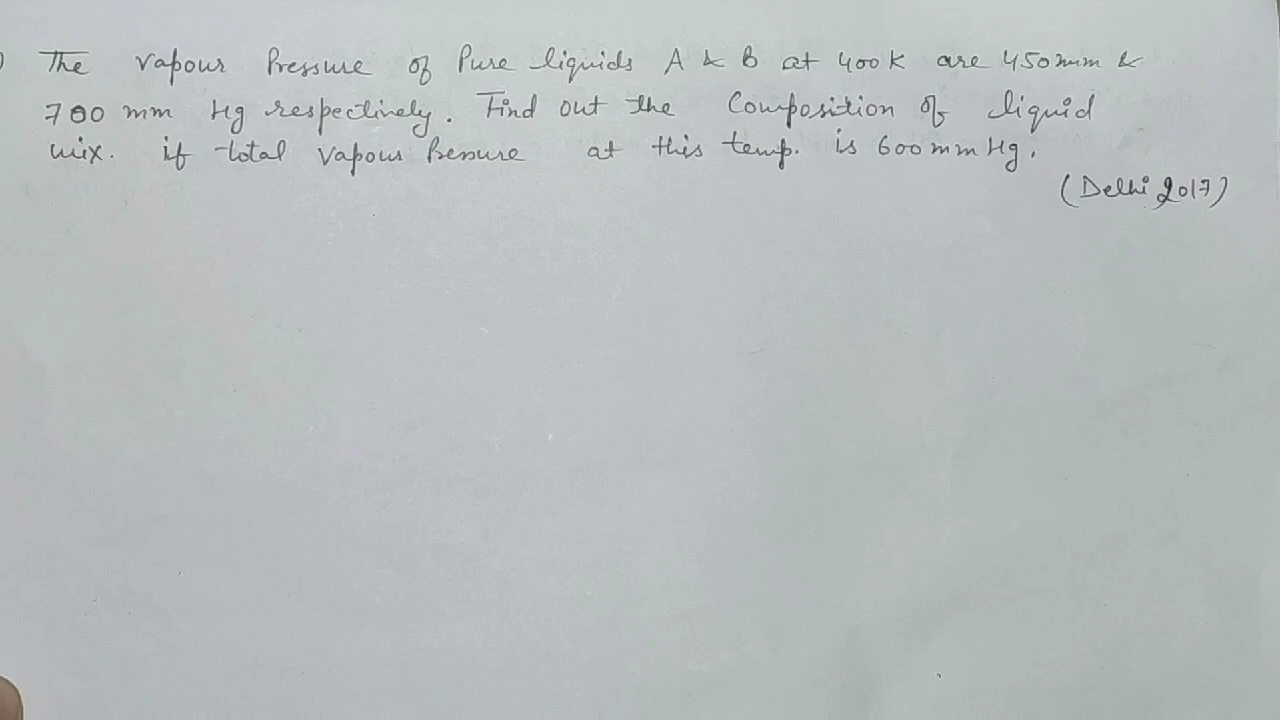 ) The vapour Pressure of Pure liquids A & B at 400 K are 450 mm &
700 mm Hg respectively. Find out the Composition of liquid
mix. if total vapour Pressure at this temp. is 600 mm Hg.
(Delhi 2017)